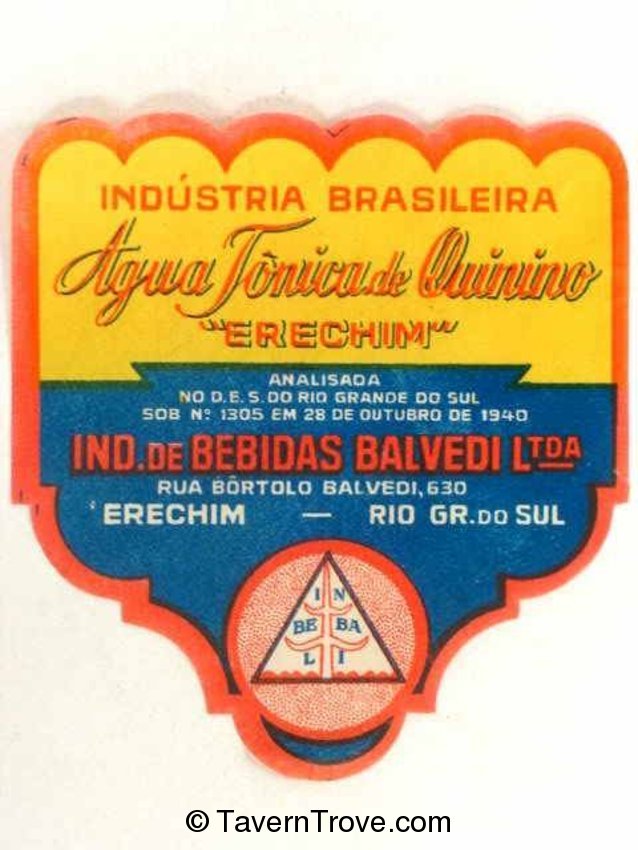 INDÚSTRIA BRASILEIRA
Água Tônica de Quinino
"ERECHIM"
ANALISADA
NO D.E.S. DO RIO GRANDE DO SUL
SOB Nº 1305 EM 28 DE OUTUBRO DE 1940
IND. DE BEBIDAS BALVEDI LTDA
RUA BÔRTOLO BALVEDI, 630
ERECHIM — RIO GR. DO SUL
IN
BE BA
L I
© TavernTrove.com